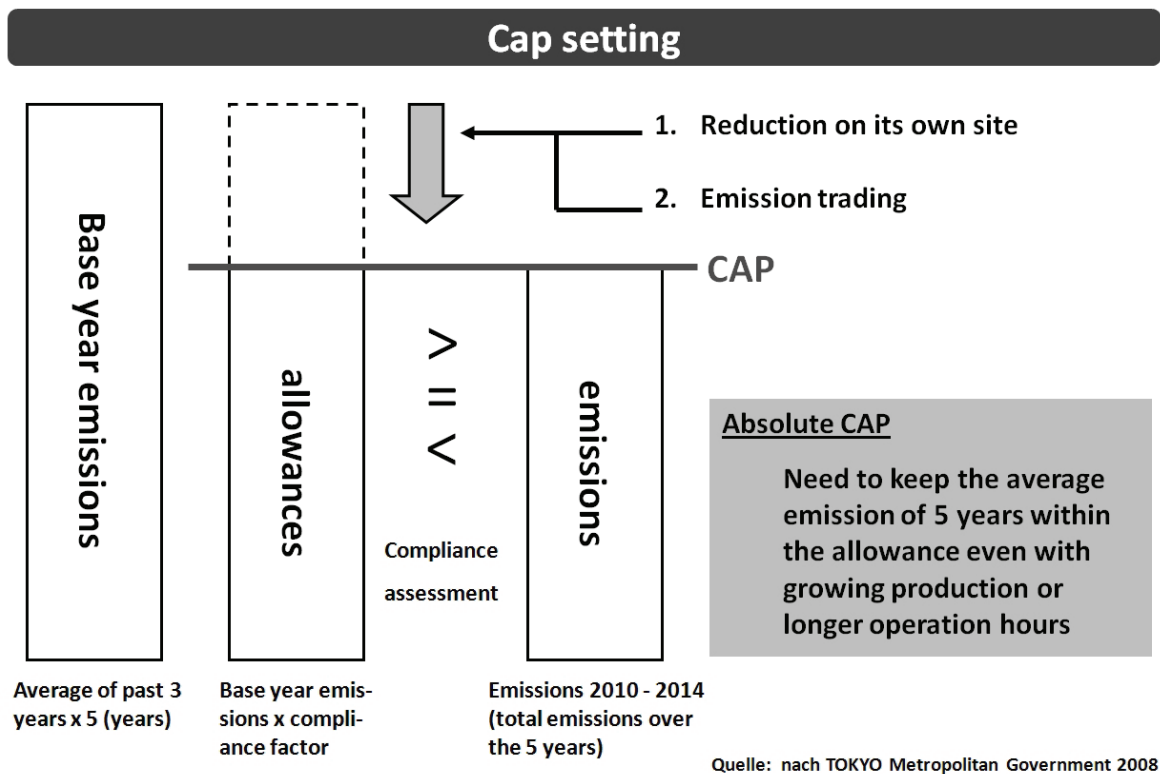 Cap setting
1. Reduction on its own site
2. Emission trading
CAP
Base year emissions
allowances
>
=
<
Compliance
assessment
emissions
Absolute CAP
Need to keep the average
emission of 5 years within
the allowance even with
growing production or
longer operation hours
Average of past 3
years x 5 (years)
Base year emis-
sions x compli-
ance factor
Emissions 2010 - 2014
(total emissions over
the 5 years)
Quelle: nach TOKYO Metropolitan Government 2008